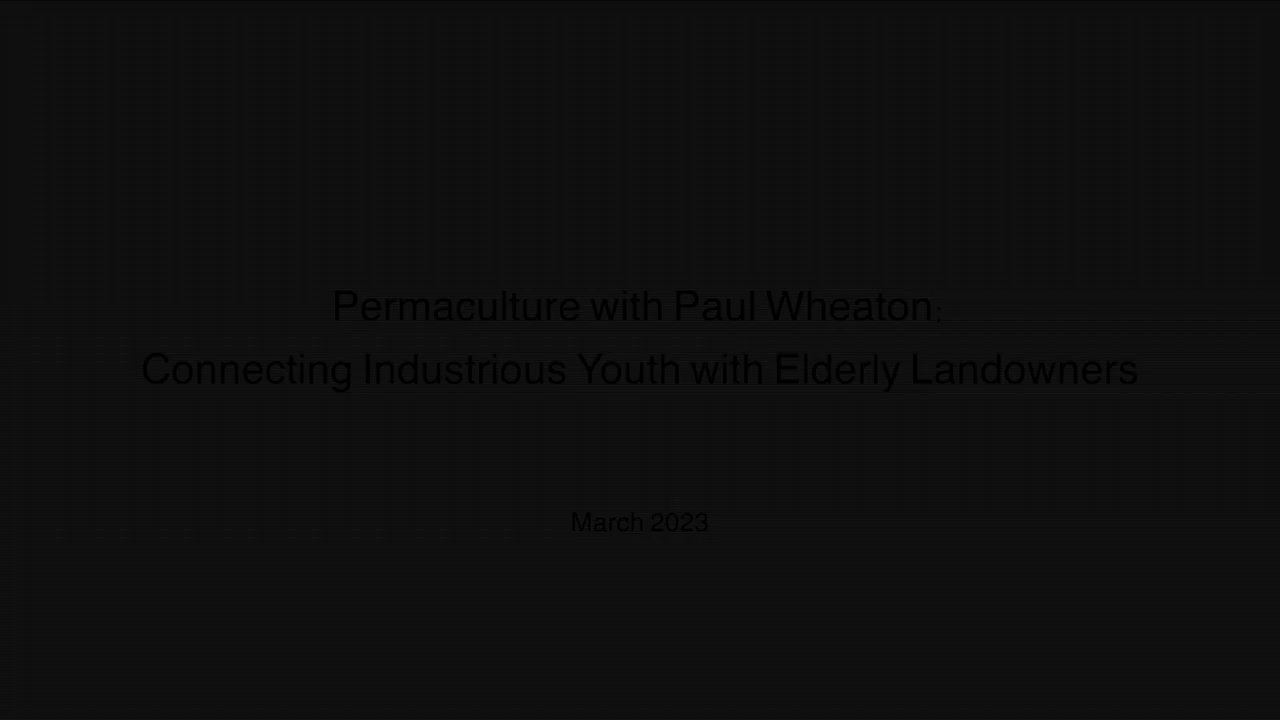 Permaculture with Paul Wheaton:
Connecting Industrious Youth with Elderly Landowners
March 2023